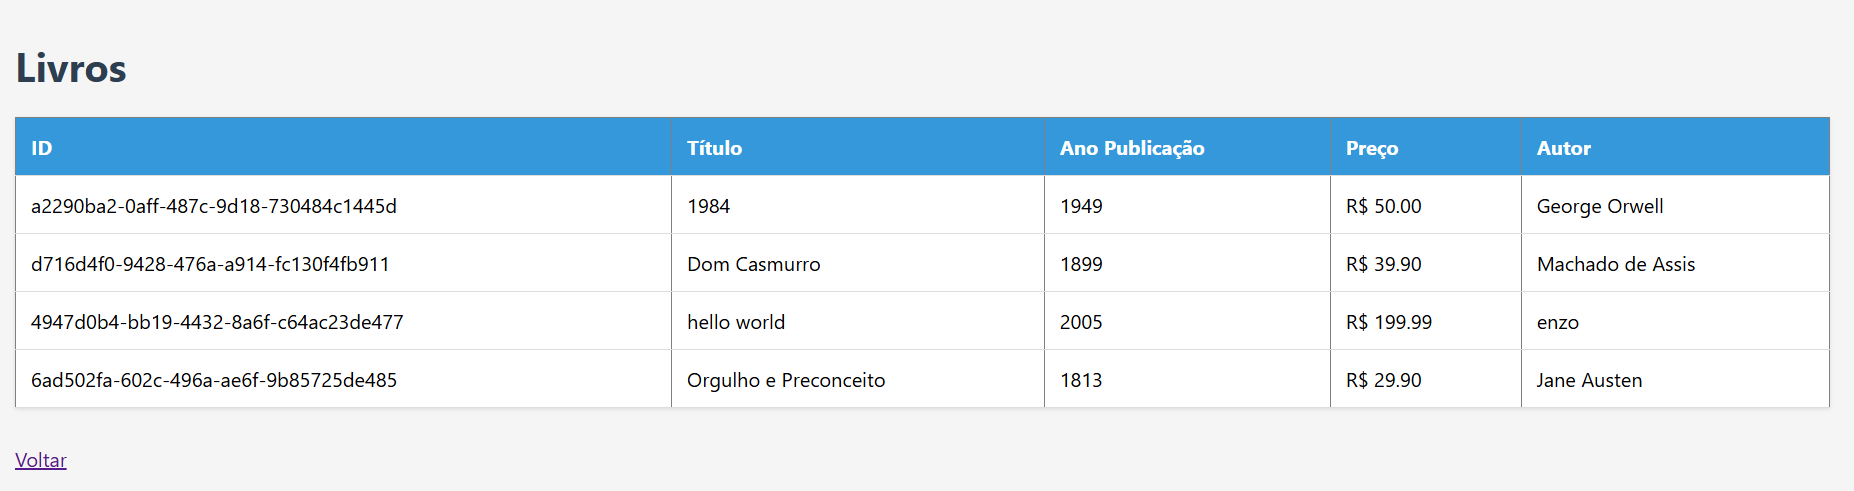 Livros
ID Título Ano Publicação Preço Autor
a2290ba2-0aff-487c-9d18-730484c1445d 1984 1949 R$ 50.00 George Orwell
d716d4f0-9428-476a-a914-fc130f4fb911 Dom Casmurro 1899 R$ 39.90 Machado de Assis
4947d0b4-bb19-4432-8a6f-c64ac23de477 hello world 2005 R$ 199.99 enzo
6ad502fa-602c-496a-ae6f-9b85725de485 Orgulho e Preconceito 1813 R$ 29.90 Jane Austen
Voltar